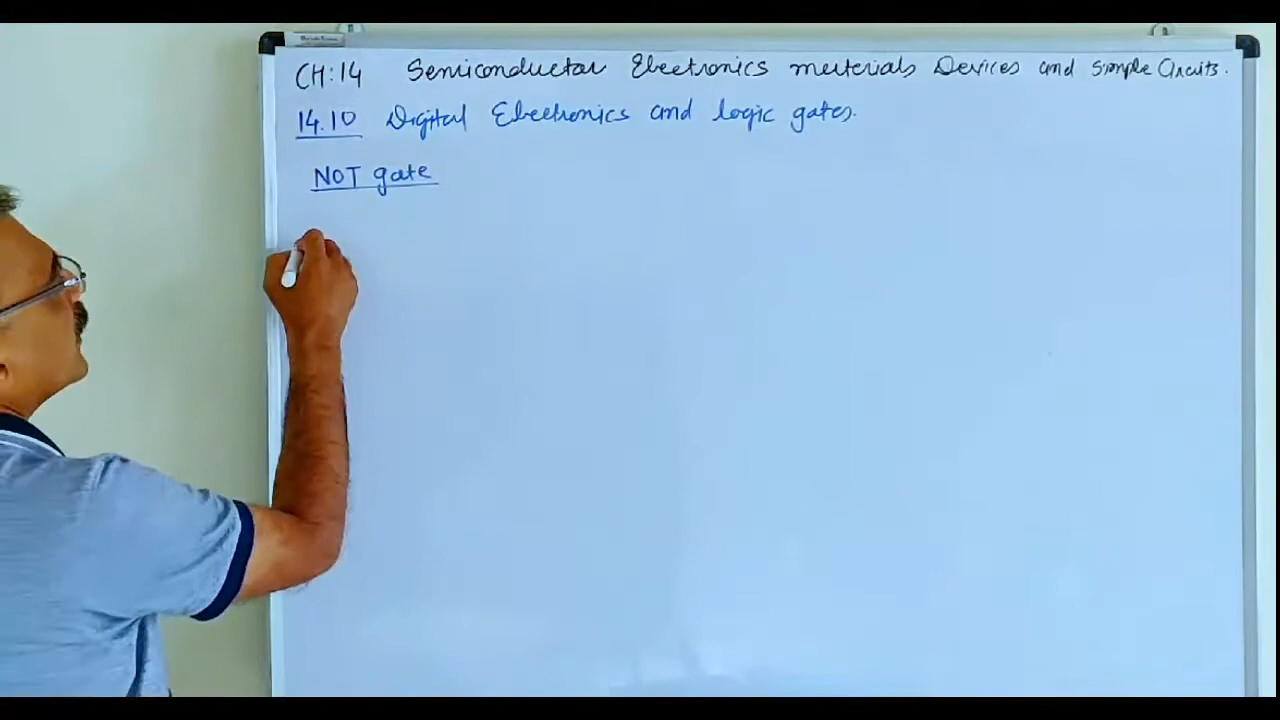 CH:14 Semiconductor Electronics materials Devices and Simple Circuits.
14.10 Digital Electronics and logic gates.
NOT gate